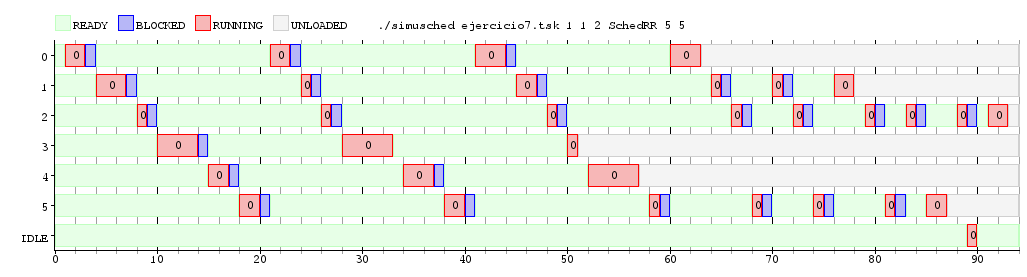 READY BLOCKED RUNNING UNLOADED ./simusched ejercicio7.tsk 1 1 2 SchedRR 5 5
0 0 0 0 0
1 0 0 0 0 0 0
2 0 0 0 0 0 0 0 0 0
3 0 0 0
4 0 0 0
5 0 0 0 0 0 0 0
IDLE 0
0 10 20 30 40 50 60 70 80 90